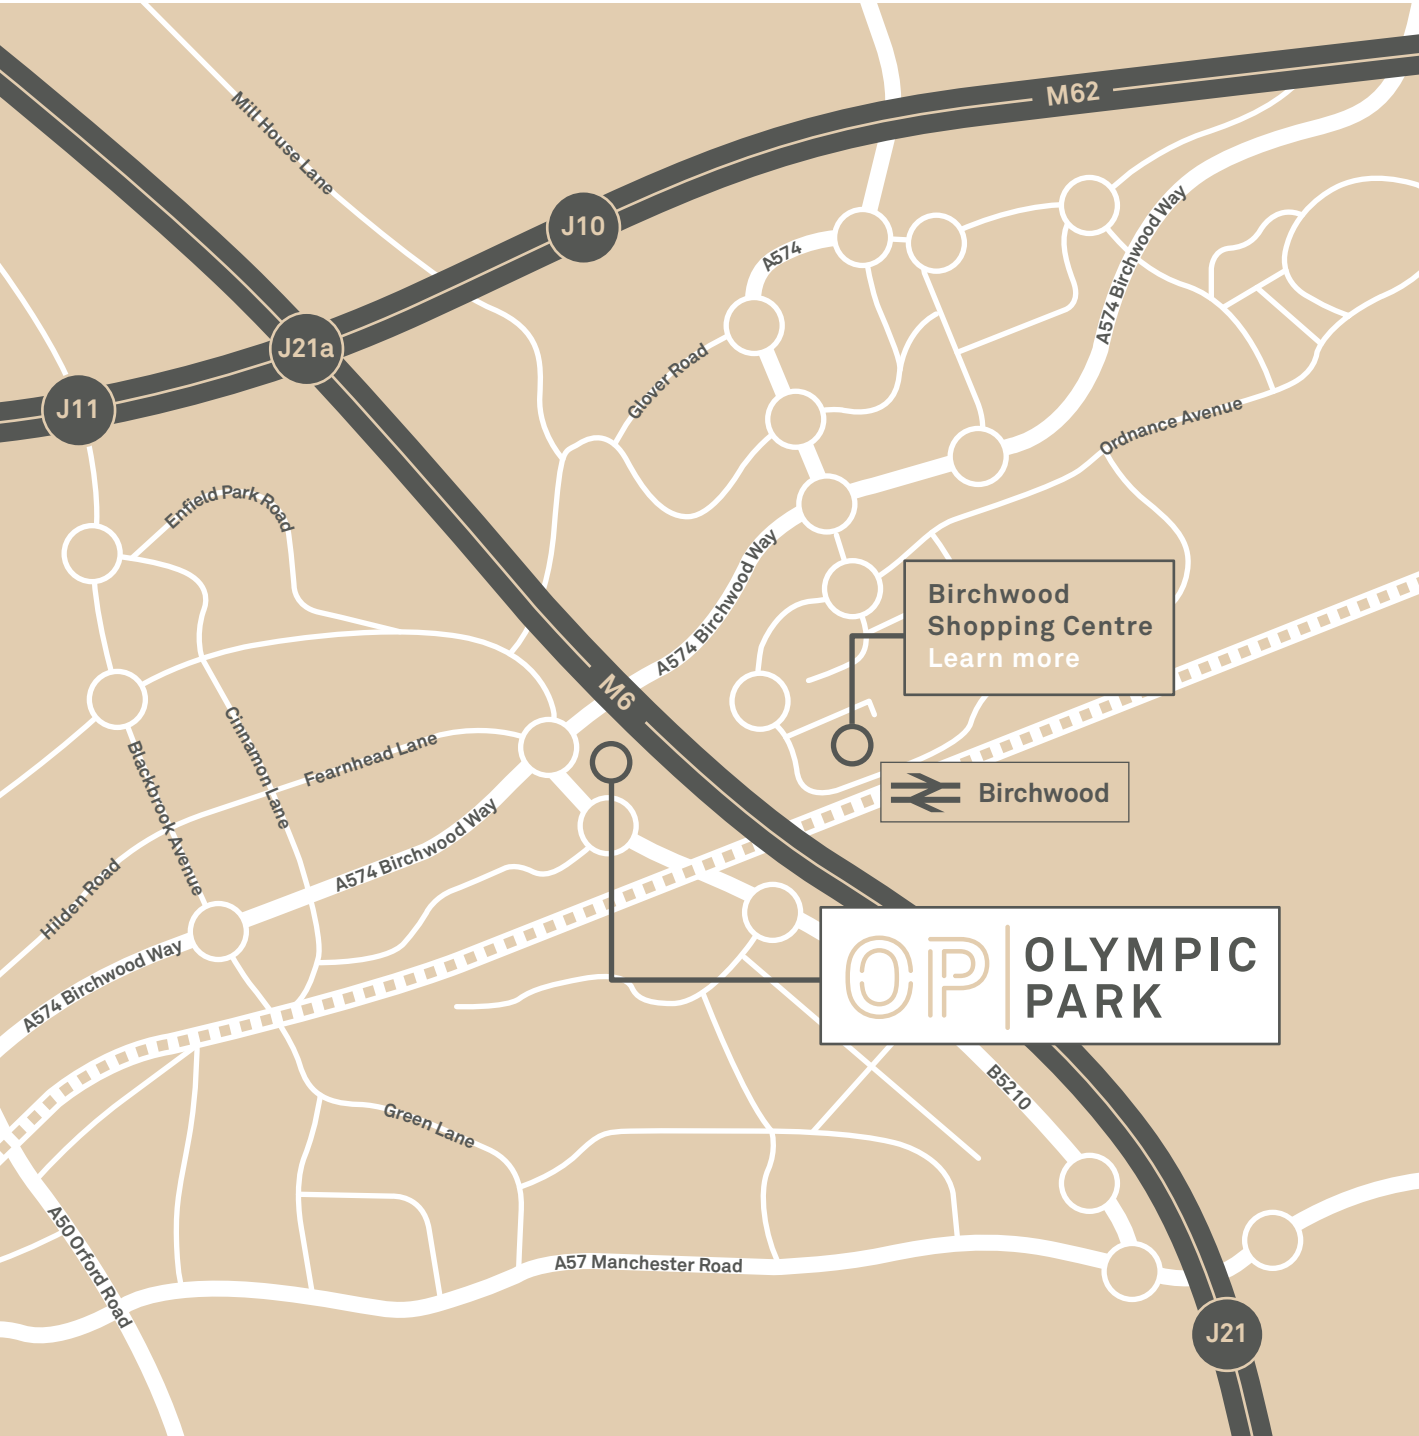 M62
Mill House Lane
J10
A574
A574 Birchwood Way
J21a
Glover Road
J11
Ordnance Avenue
Enfield Park Road
A574 Birchwood Way
Birchwood
Shopping Centre
Learn more
M6
Cinnamon Lane
Fearnhead Lane
Blackbrook Avenue
Birchwood
A574 Birchwood Way
Hilden Road
A574 Birchwood Way
OP
OLYMPIC
PARK
B5210
Green Lane
A50 Orford Road
A57 Manchester Road
J21